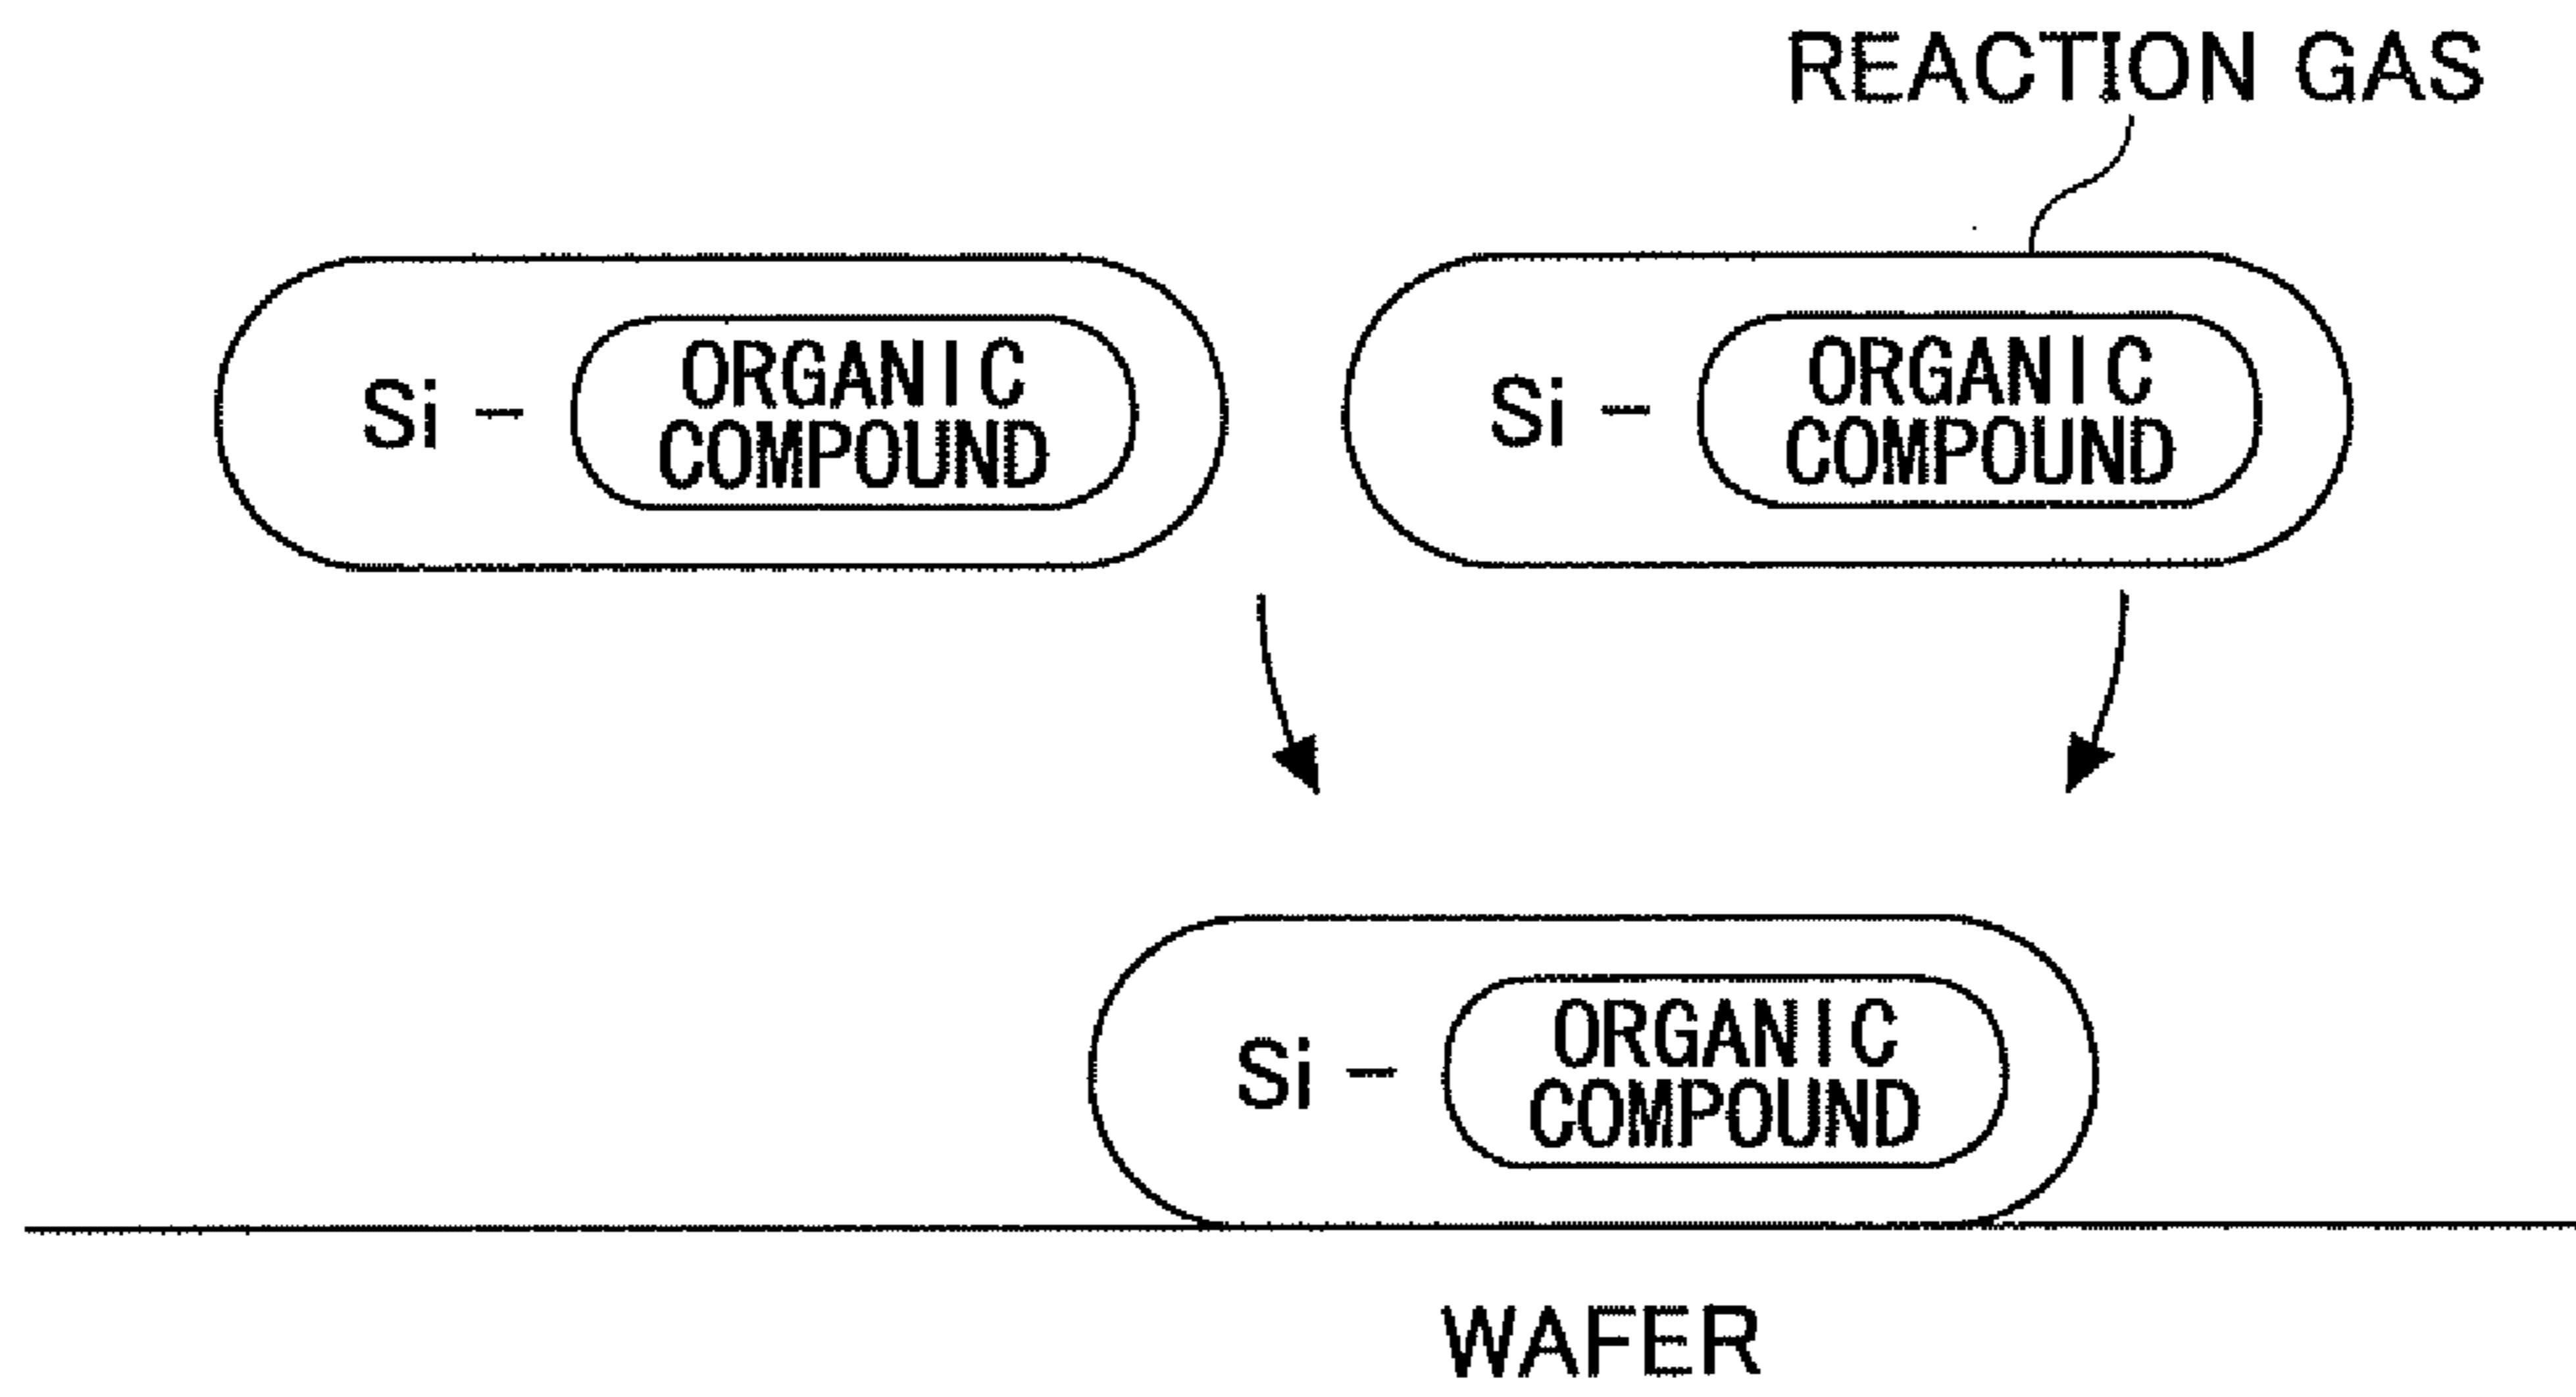 REACTION GAS
Si - ORGANIC COMPOUND
Si - ORGANIC COMPOUND
Si - ORGANIC COMPOUND
WAFER